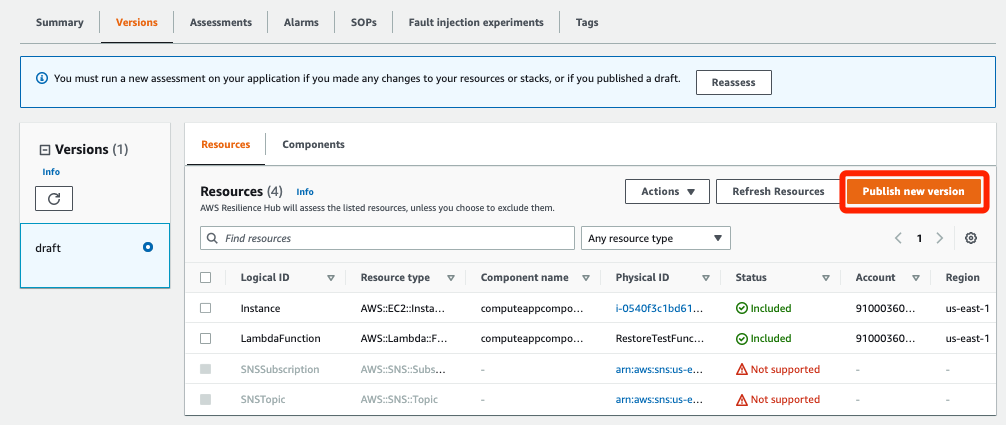 Summary Versions Assessments Alarms SOPs Fault injection experiments Tags
You must run a new assessment on your application if you made any changes to your resources or stacks, or if you published a draft. Reassess
Versions (1)
Info
draft
Resources Components
Resources (4) Info Actions Refresh Resources Publish new version
AWS Resilience Hub will assess the listed resources, unless you choose to exclude them.
Find resources Any resource type 1
Logical ID Resource type Component name Physical ID Status Account Region
Instance AWS::EC2::Insta... computeappcompo... i-0540f3c1bd61... Included 91000360... us-east-1
LambdaFunction AWS::Lambda::F... computeappcompo... RestoreTestFunc... Included 91000360... us-east-1
SNSSubscription AWS::SNS::Subs... - arn:aws:sns:us-e... Not supported - -
SNSTopic AWS::SNS::Topic - arn:aws:sns:us-e... Not supported - -